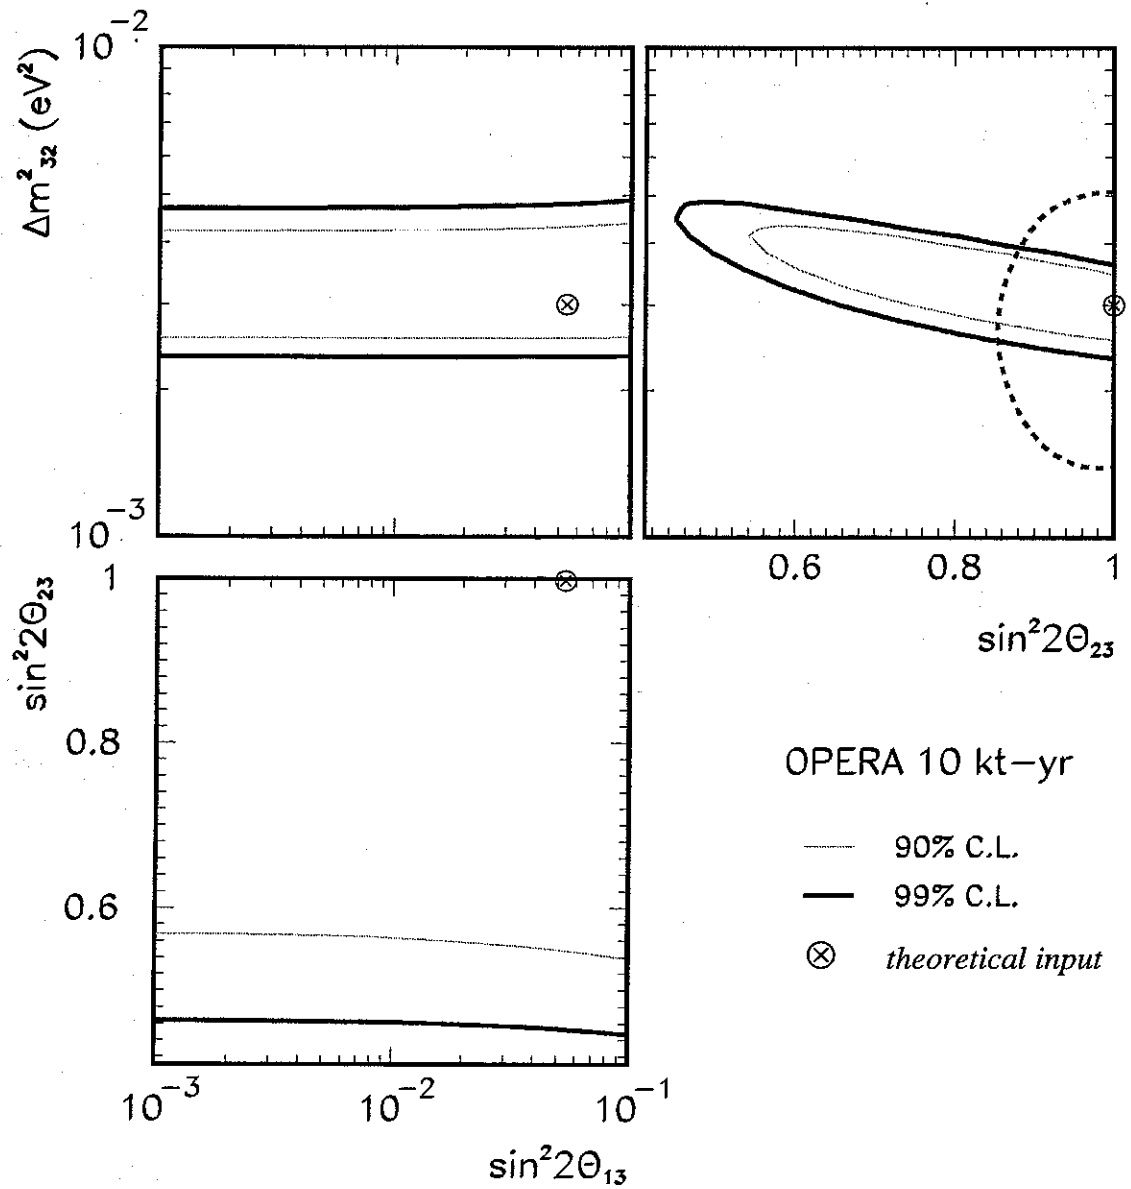 10⁻²
Δm²₃₂ (eV²)
10⁻³
0.6 0.8 1
sin²2Θ₂₃
1
sin²2Θ₂₃
0.8
0.6
10⁻³ 10⁻² 10⁻¹
sin²2Θ₁₃
OPERA 10 kt-yr
90% C.L.
99% C.L.
theoretical input